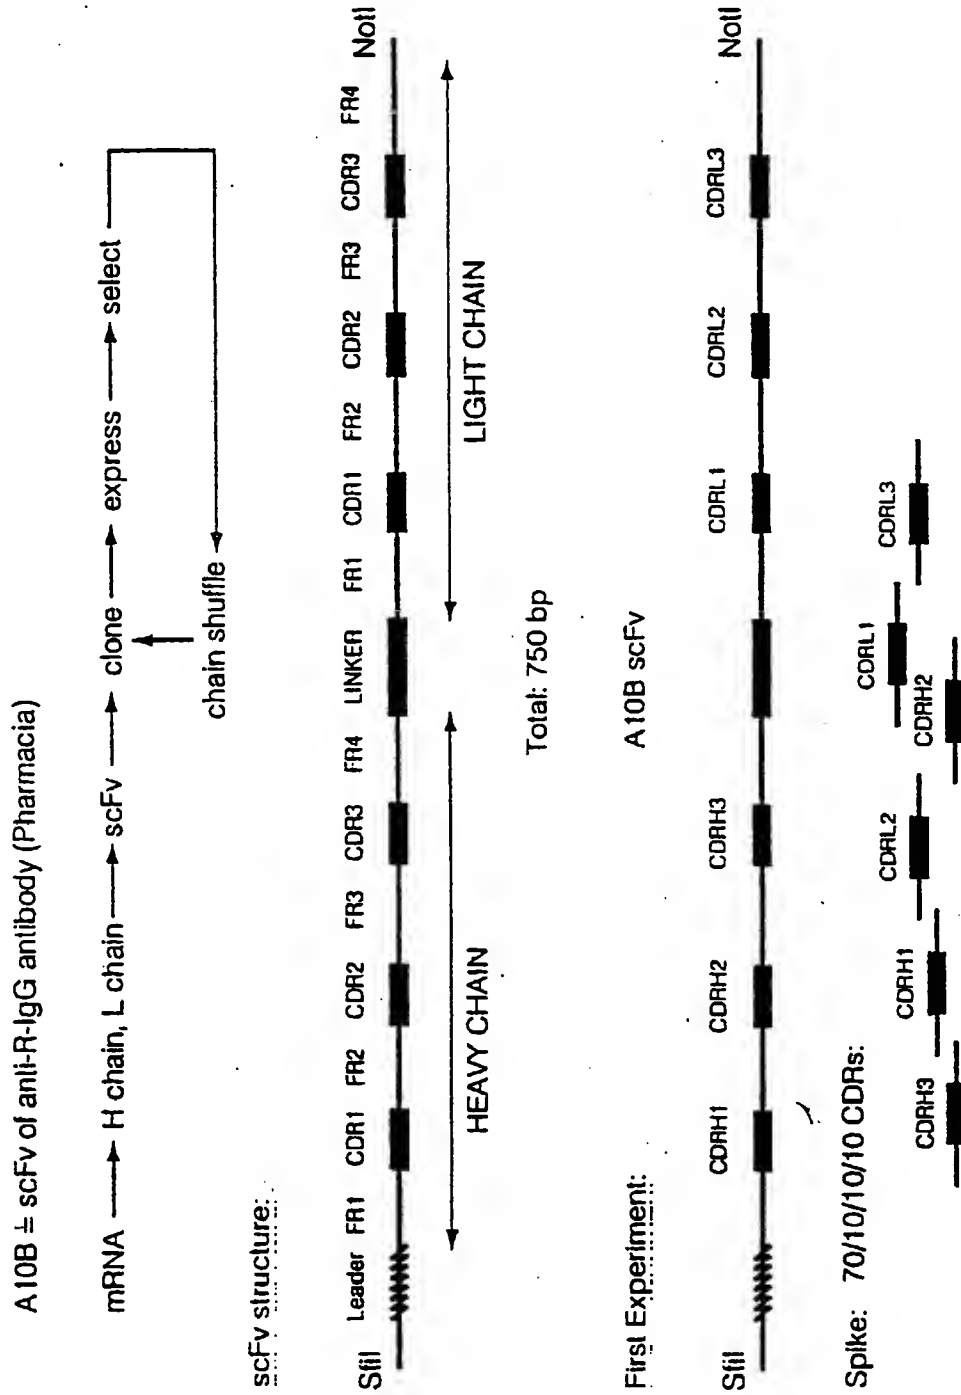 A10B ± scFv of anti-R-IgG antibody (Pharmacia)
mRNA H chain, L chain scFv clone express select
chain shuffle
scFv structure:
Leader FR1 CDR1 FR2 CDR2 FR3 CDR3 FR4 LINKER FR1 CDR1 FR2 CDR2 FR3 CDR3 FR4
SfiI NotI
HEAVY CHAIN LIGHT CHAIN
Total: 750 bp
First Experiment:
A10B scFv
CDRH1 CDRH2 CDRH3 CDRL1 CDRL2 CDRL3
SfiI NotI
Spike: 70/10/10/10 CDRs:
CDRH3 CDRH1 CDRL2 CDRH2 CDRL1 CDRL3